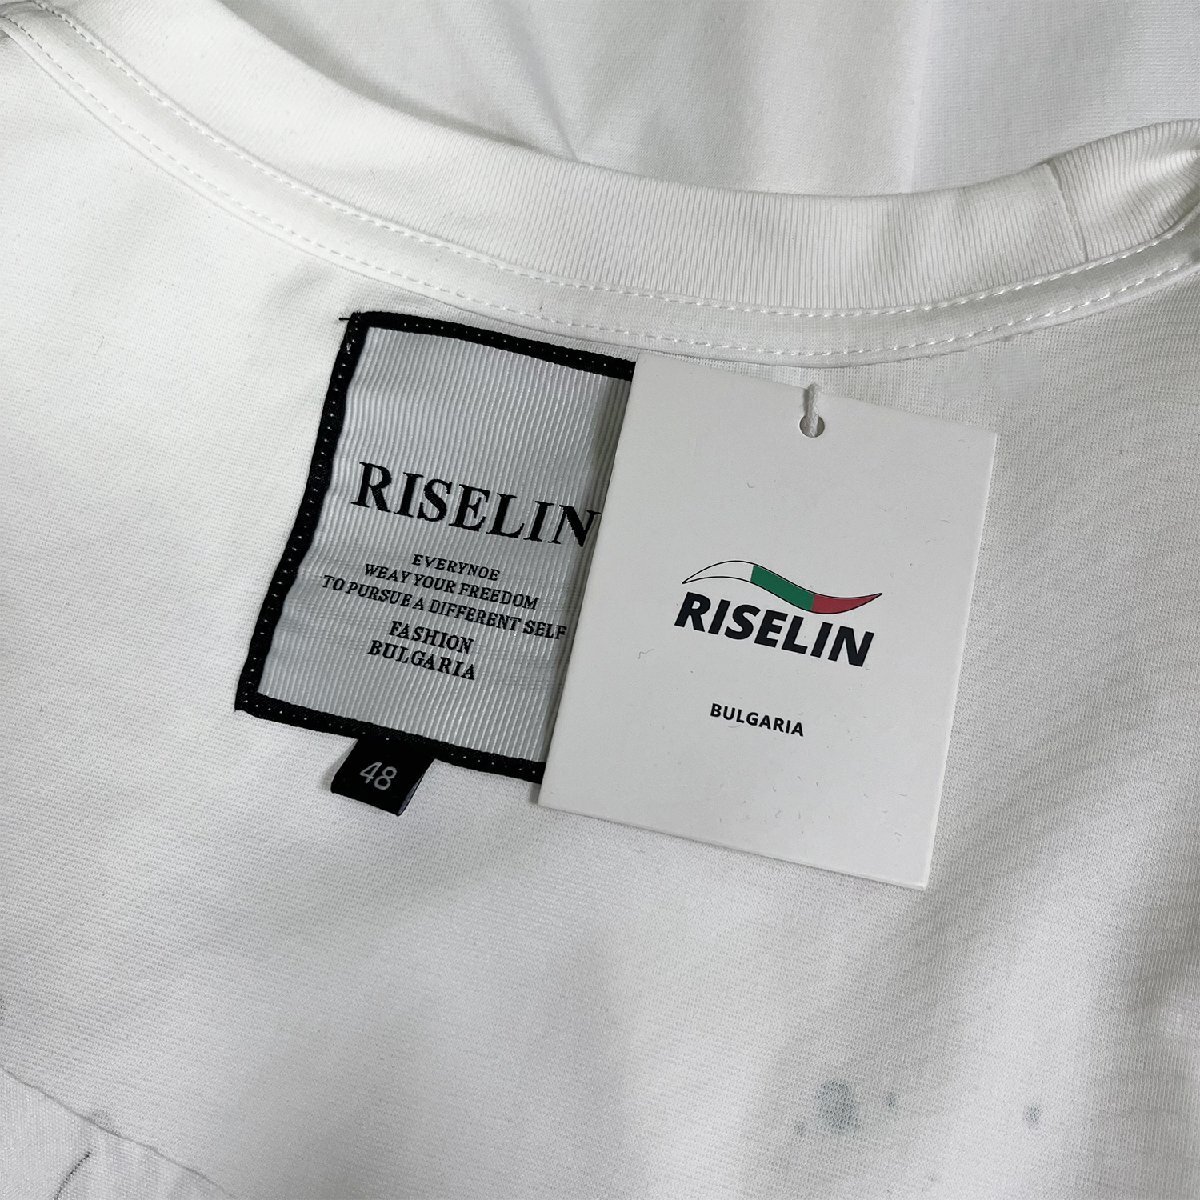 RISELIN
EVERYNOE
WEAY YOUR FREEDOM
TO PURSUE A DIFFERENT SELF
FASHION
BULGARIA
48
RISELIN
BULGARIA